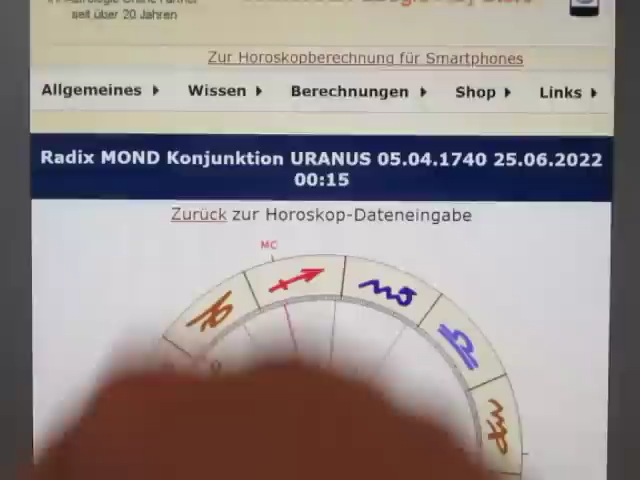 seit über 20 Jahren
Zur Horoskopberechnung für Smartphones
Allgemeines Wissen Berechnungen Shop Links
Radix MOND Konjunktion URANUS 05.04.1740 25.06.2022
00:15
Zurück zur Horoskop-Dateneingabe
MC